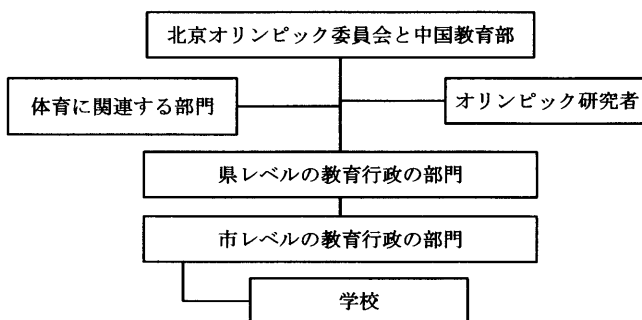 北京オリンピック委員会と中国教育部
体育に関連する部門
オリンピック研究者
県レベルの教育行政の部門
市レベルの教育行政の部門
学校